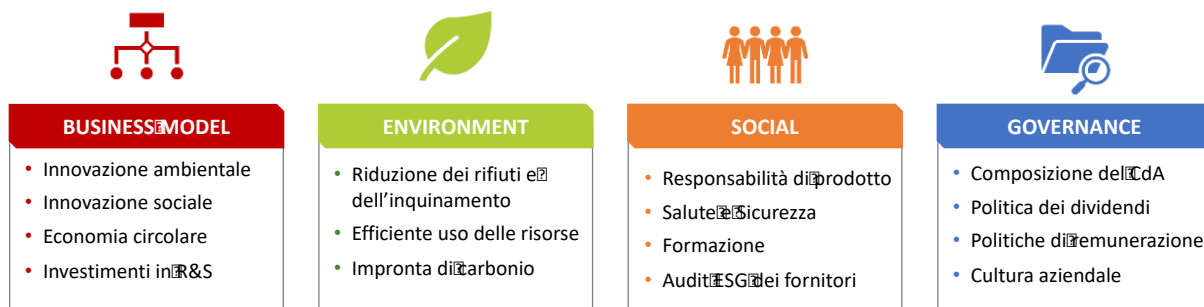 BUSINESS MODEL
Innovazione ambientale
Innovazione sociale
Economia circolare
Investimenti in R&S
ENVIRONMENT
Riduzione dei rifiuti e
dell'inquinamento
Efficiente uso delle risorse
Impronta di carbonio
SOCIAL
Responsabilità di prodotto
Salute e Sicurezza
Formazione
Audit ESG dei fornitori
GOVERNANCE
Composizione del CdA
Politica dei dividendi
Politiche di remunerazione
Cultura aziendale